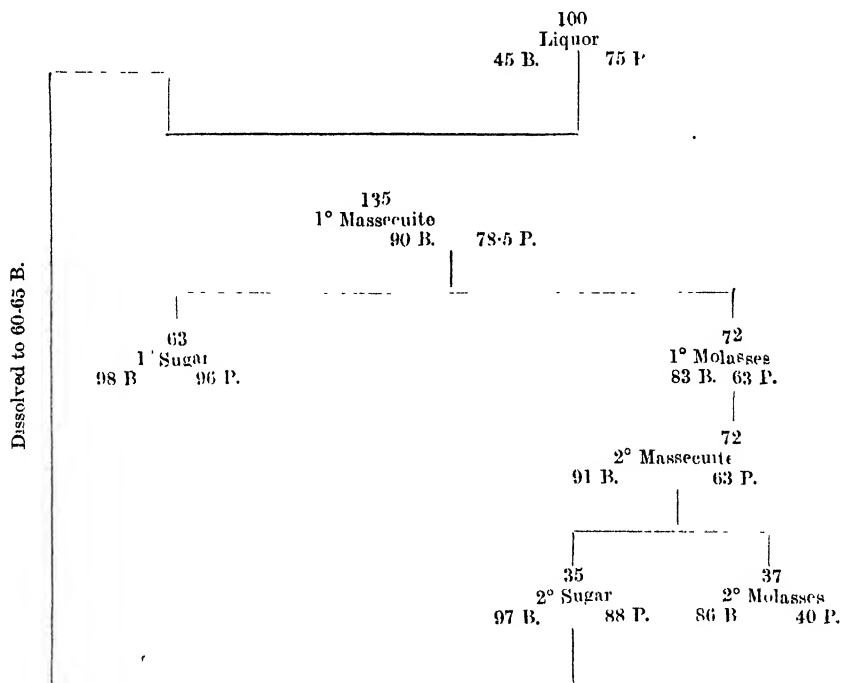 100
Liquor
45 B. 75 P
135
1° Massecuite
90 B. 78·5 P.
Dissolved to 60-65 B.
63
1° Sugar
98 B 96 P.
72
1° Molasses
83 B. 63 P.
72
2° Massecuite
91 B. 63 P.
35
2° Sugar
97 B. 88 P.
37
2° Molasses
86 B 40 P.